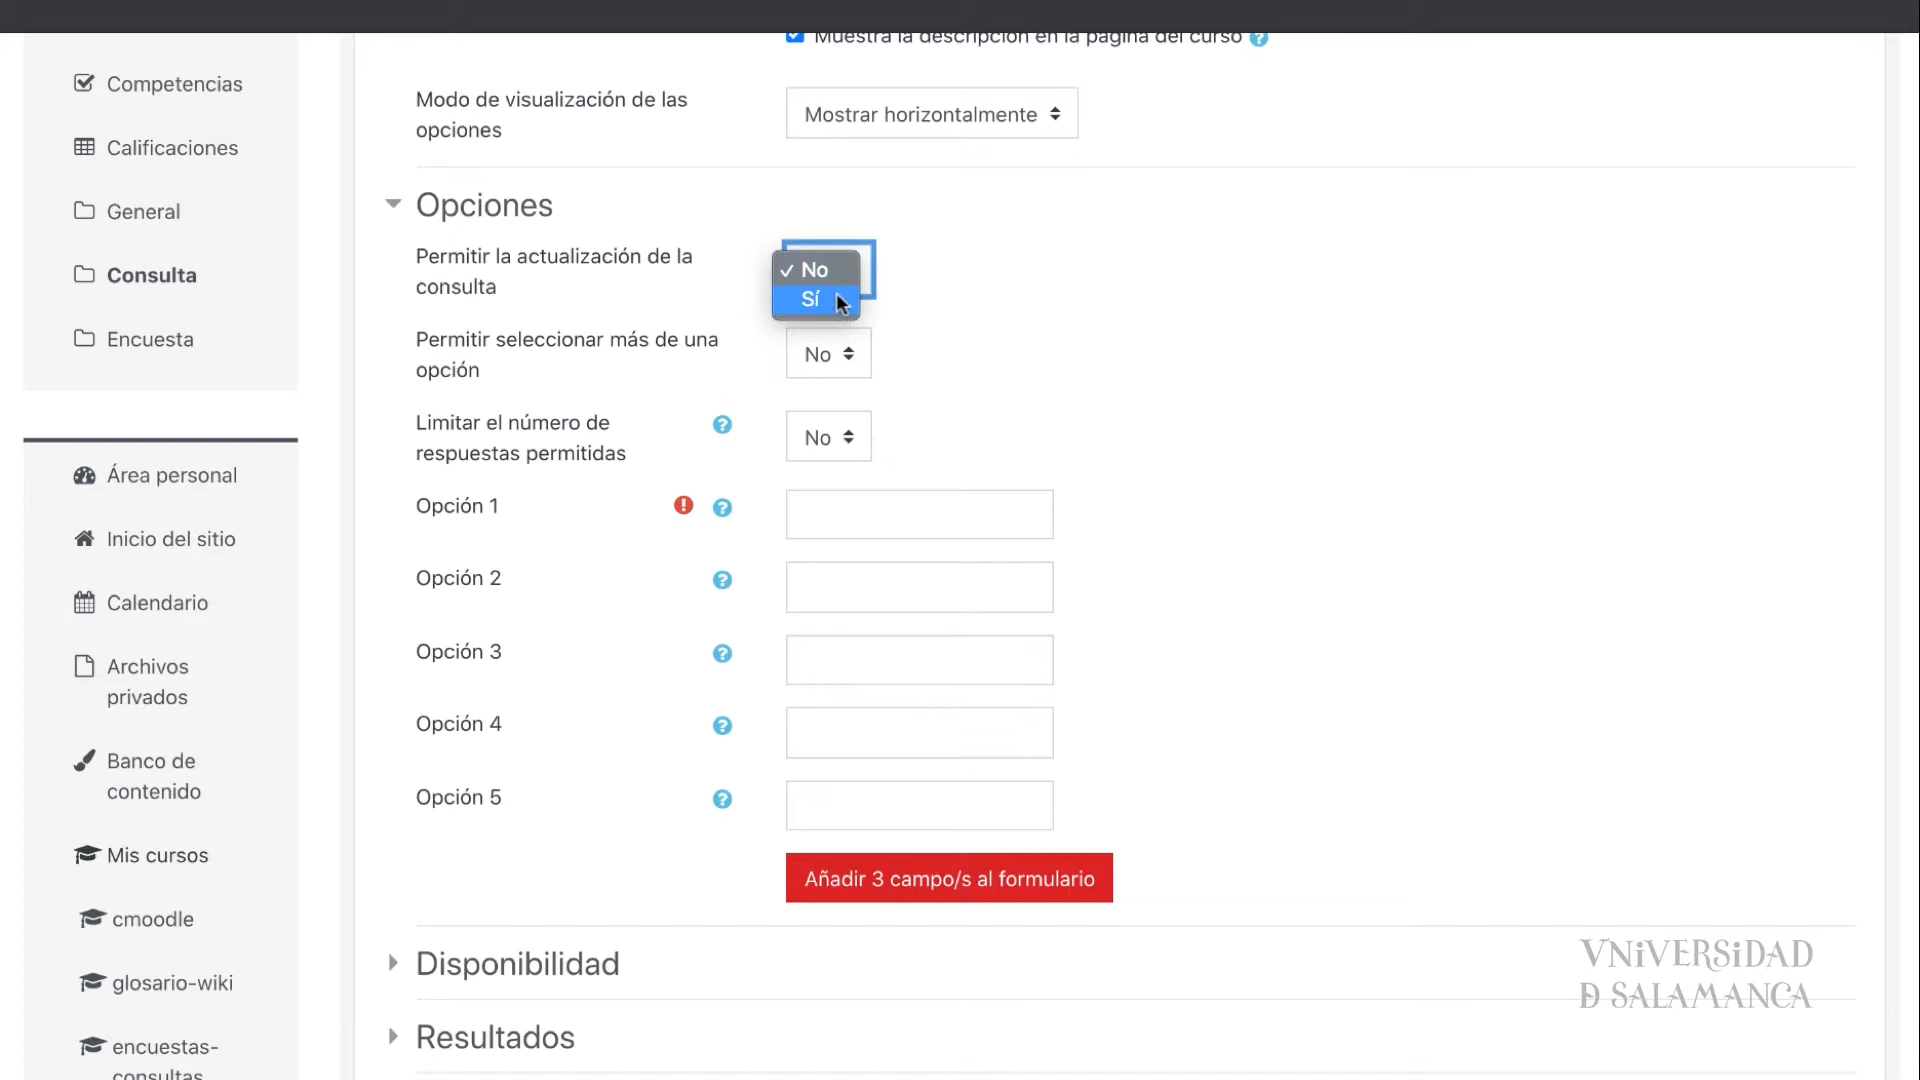 Muestra la descripción en la página del curso
Competencias
Calificaciones
General
Consulta
Encuesta
Área personal
Inicio del sitio
Calendario
Archivos
privados
Banco de
contenido
Mis cursos
cmoodle
glosario-wiki
encuestas-
consultas
Modo de visualización de las
opciones
Mostrar horizontalmente
Opciones
Permitir la actualización de la
consulta
No
Sí
Permitir seleccionar más de una
opción
No
Limitar el número de
respuestas permitidas
No
Opción 1
Opción 2
Opción 3
Opción 4
Opción 5
Añadir 3 campo/s al formulario
Disponibilidad
Resultados
VNiVERSiDAD
D SALAMANCA